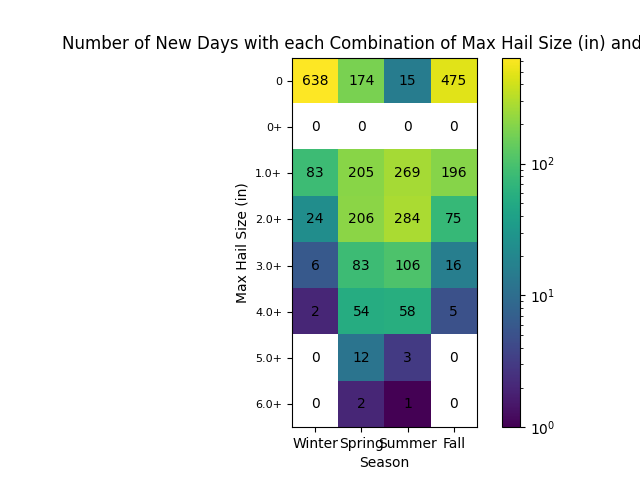 Number of New Days with each Combination of Max Hail Size (in) and
0 638 174 15 475
0+ 0 0 0 0
1.0+ 83 205 269 196
2.0+ 24 206 284 75
3.0+ 6 83 106 16
4.0+ 2 54 58 5
5.0+ 0 12 3 0
6.0+ 0 2 1 0
Max Hail Size (in)
Winter Spring Summer Fall
Season
10²
10¹
10⁰